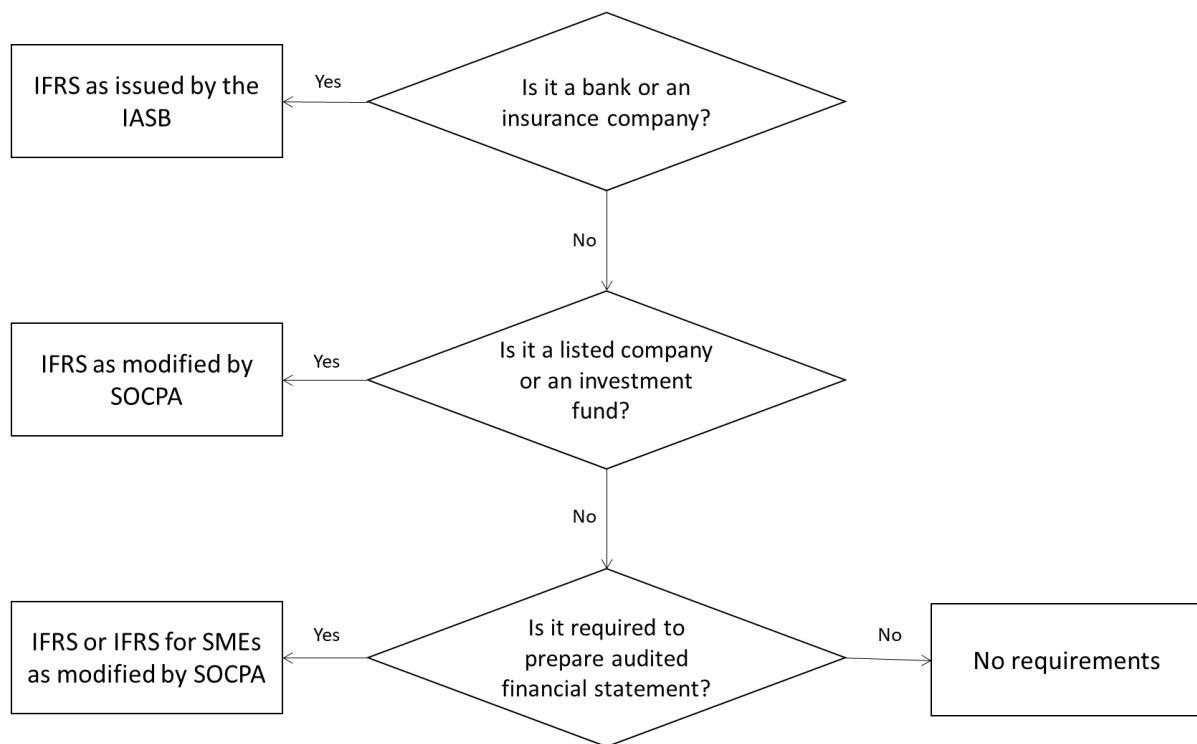 IFRS as issued by the
IASB
Yes
Is it a bank or an
insurance company?
No
IFRS as modified by
SOCPA
Yes
Is it a listed company
or an investment
fund?
No
IFRS or IFRS for SMEs
as modified by SOCPA
Yes
Is it required to
prepare audited
financial statement?
No
No requirements